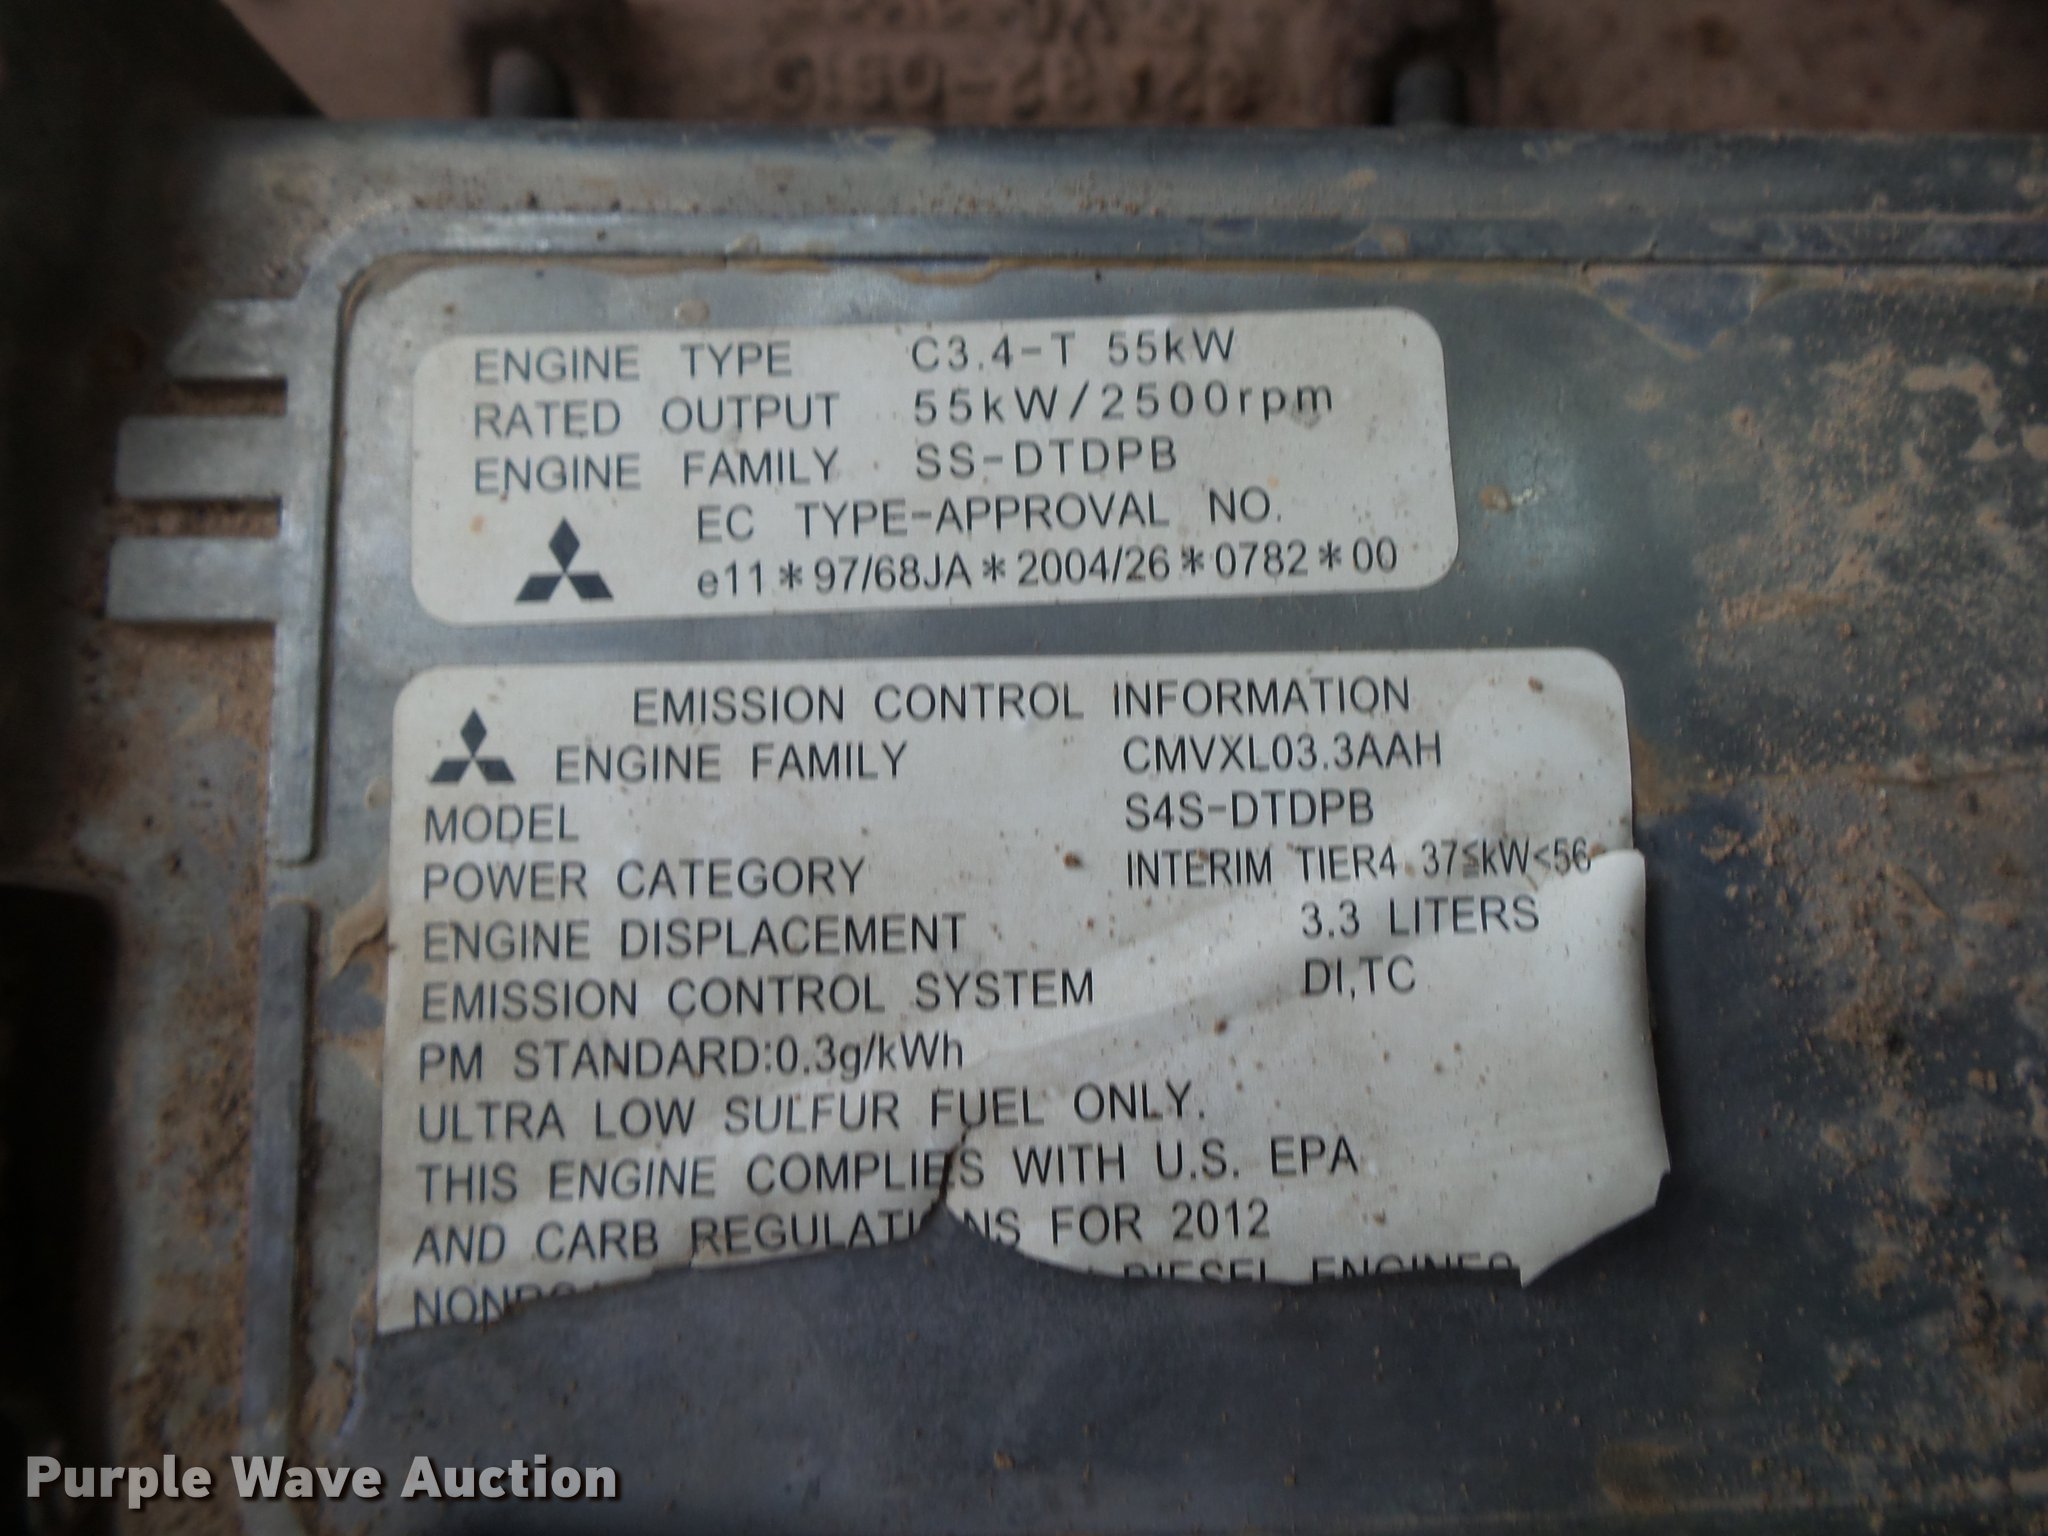 ENGINE TYPE C3.4-T 55kW
RATED OUTPUT 55kW/2500rpm
ENGINE FAMILY SS-DTDPB
EC TYPE-APPROVAL NO.
e11*97/68JA*2004/26*0782*00
EMISSION CONTROL INFORMATION
ENGINE FAMILY CMVXL03.3AAH
MODEL S4S-DTDPB
POWER CATEGORY INTERIM TIER4 37≦kW<56
ENGINE DISPLACEMENT 3.3 LITERS
EMISSION CONTROL SYSTEM DI,TC
PM STANDARD:0.3g/kWh
ULTRA LOW SULFUR FUEL ONLY.
THIS ENGINE COMPLIES WITH U.S. EPA
AND CARB REGULATIONS FOR 2012
DIESEL ENGINES
Purple Wave Auction